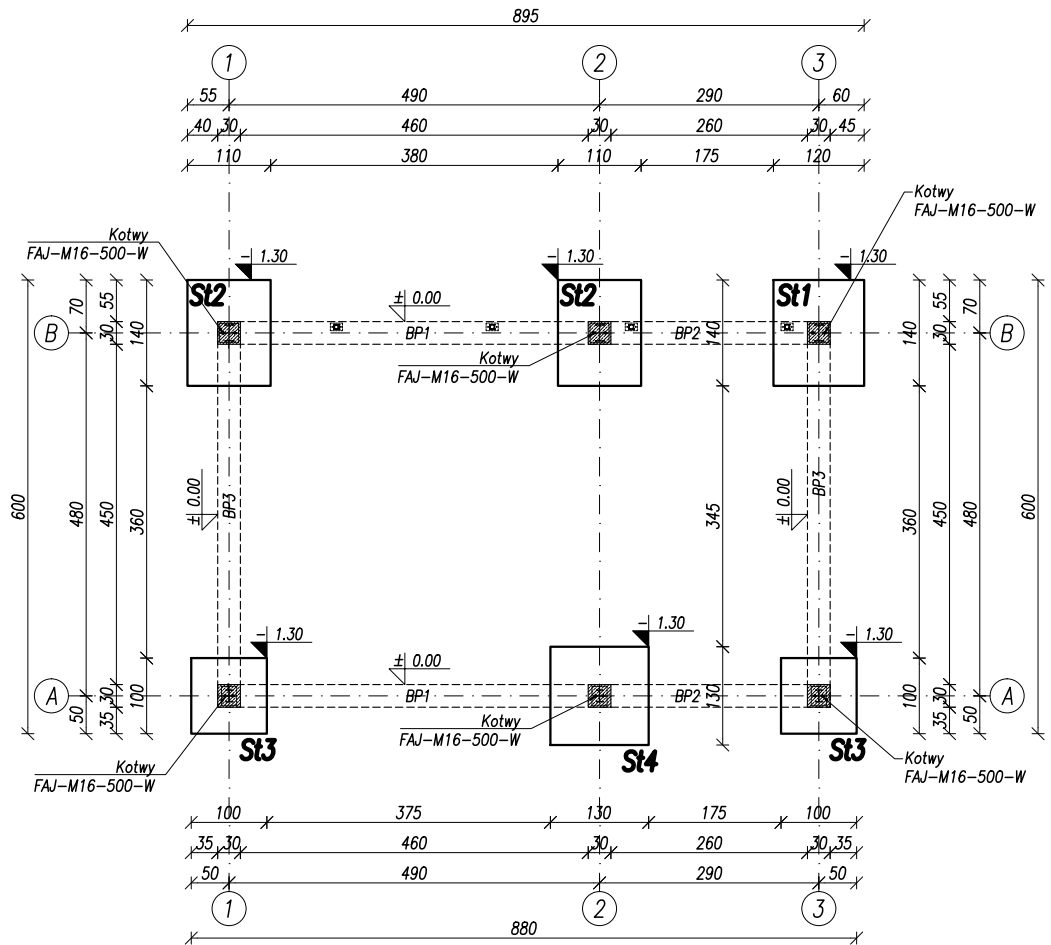 895
1
2
3
55
490
290
60
40
30
460
30
260
30
45
110
380
110
175
120
Kotwy
FAJ-M16-500-W
Kotwy
FAJ-M16-500-W
- 1.30
- 1.30
- 1.30
St2
St2
St1
± 0.00
B
BP1
BP2
B
Kotwy
FAJ-M16-500-W
70
55
30
140
140
140
55
30
70
600
480
450
360
± 0.00
BP3
345
± 0.00
BP3
360
450
480
600
- 1.30
- 1.30
- 1.30
± 0.00
A
BP1
BP2
A
50
35
30
100
130
100
30
35
50
Kotwy
FAJ-M16-500-W
St3
St4
St3
Kotwy
FAJ-M16-500-W
Kotwy
FAJ-M16-500-W
100
375
130
175
100
35
30
460
30
260
30
35
50
490
290
50
1
2
3
880